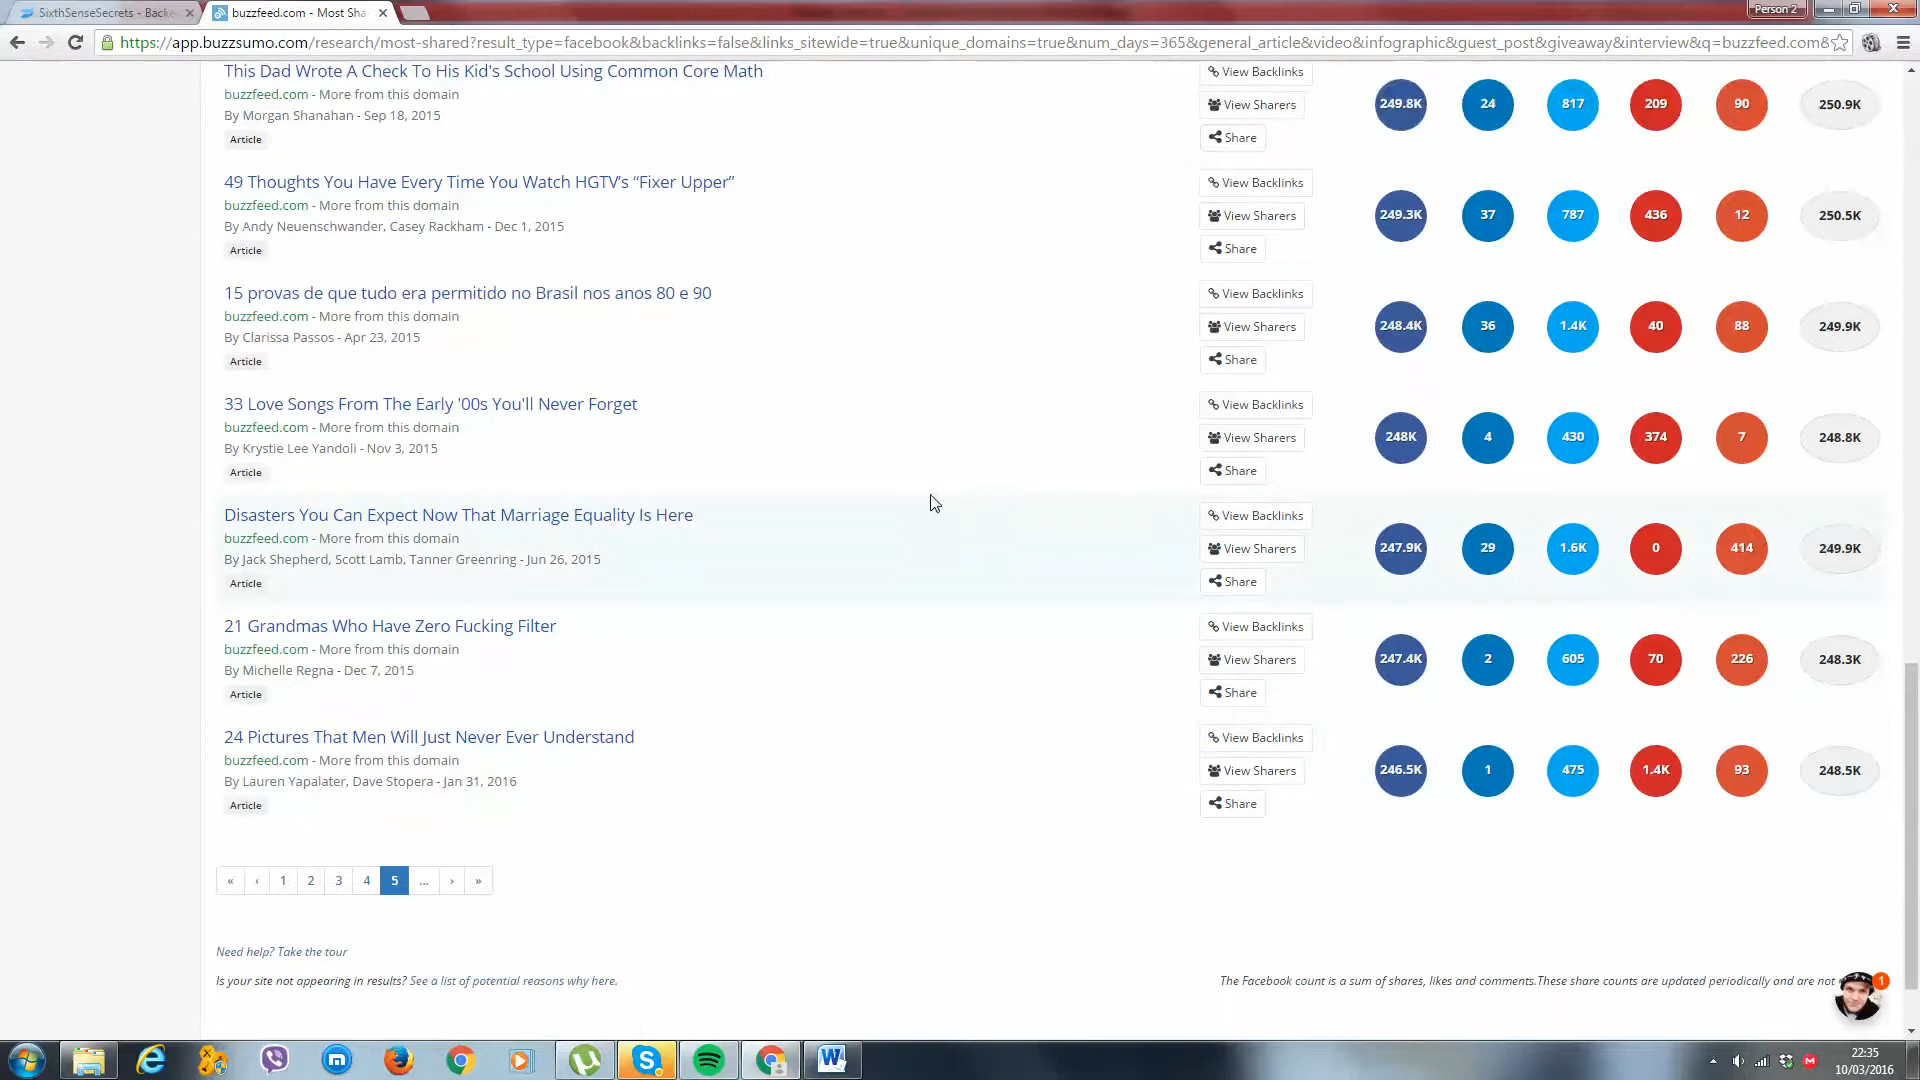 SixthSenseSecrets - Backe
buzzfeed.com - Most Sha
Person 2
https://app.buzzsumo.com/research/most-shared?result_type=facebook&backlinks=false&links_sitewide=true&unique_domains=true&num_days=365&general_article&video&infographic&guest_post&giveaway&interview&q=buzzfeed.com&
This Dad Wrote A Check To His Kid's School Using Common Core Math
buzzfeed.com - More from this domain
By Morgan Shanahan - Sep 18, 2015
Article
View Backlinks
View Sharers
Share
249.8K 24 817 209 90 250.9K
49 Thoughts You Have Every Time You Watch HGTV's “Fixer Upper”
buzzfeed.com - More from this domain
By Andy Neuenschwander, Casey Rackham - Dec 1, 2015
Article
View Backlinks
View Sharers
Share
249.3K 37 787 436 12 250.5K
15 provas de que tudo era permitido no Brasil nos anos 80 e 90
buzzfeed.com - More from this domain
By Clarissa Passos - Apr 23, 2015
Article
View Backlinks
View Sharers
Share
248.4K 36 1.4K 40 88 249.9K
33 Love Songs From The Early '00s You'll Never Forget
buzzfeed.com - More from this domain
By Krystie Lee Yandoli - Nov 3, 2015
Article
View Backlinks
View Sharers
Share
248K 4 430 374 7 248.8K
Disasters You Can Expect Now That Marriage Equality Is Here
buzzfeed.com - More from this domain
By Jack Shepherd, Scott Lamb, Tanner Greenring - Jun 26, 2015
Article
View Backlinks
View Sharers
Share
247.9K 29 1.6K 0 414 249.9K
21 Grandmas Who Have Zero Fucking Filter
buzzfeed.com - More from this domain
By Michelle Regna - Dec 7, 2015
Article
View Backlinks
View Sharers
Share
247.4K 2 605 70 226 248.3K
24 Pictures That Men Will Just Never Ever Understand
buzzfeed.com - More from this domain
By Lauren Yapalater, Dave Stopera - Jan 31, 2016
Article
View Backlinks
View Sharers
Share
246.5K 1 475 1.4K 93 248.5K
« ‹ 1 2 3 4 5 ... › »
Need help? Take the tour
Is your site not appearing in results? See a list of potential reasons why here.
The Facebook count is a sum of shares, likes and comments.These share counts are updated periodically and are not
1
22:35
10/03/2016